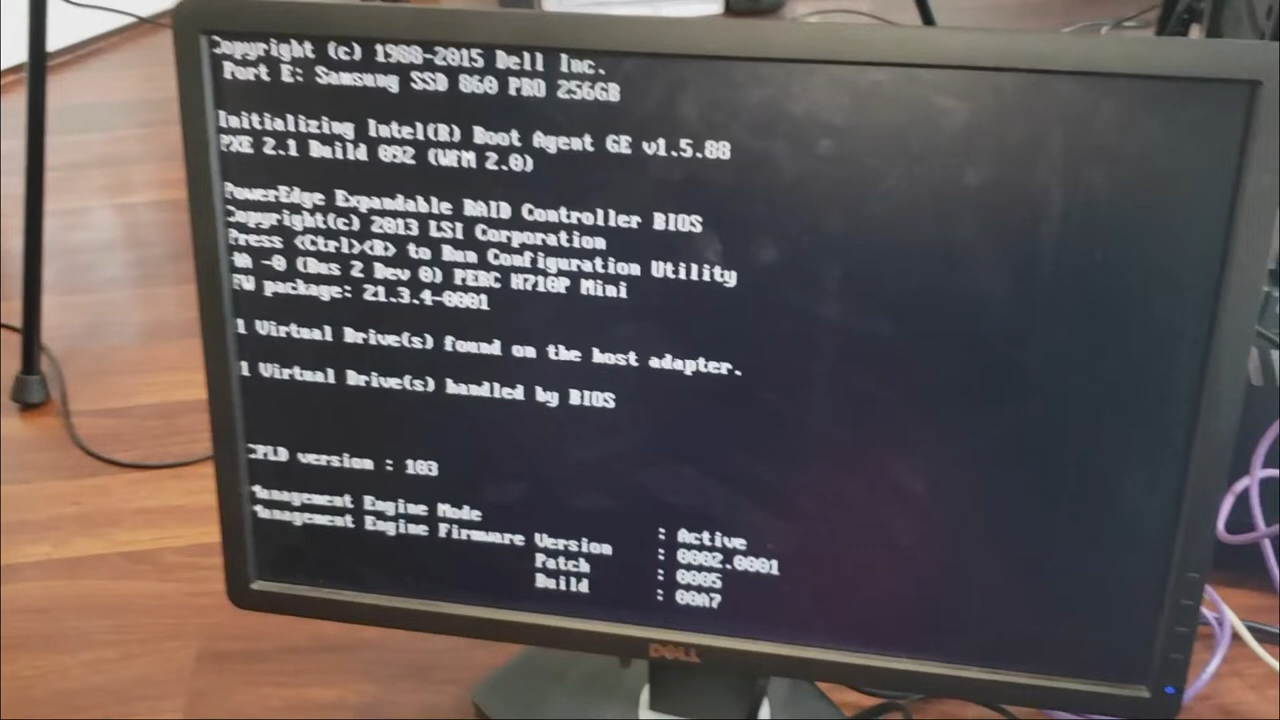 Copyright (c) 1988-2015 Dell Inc.
Port E: Samsung SSD 860 PRO 256GB
Initializing Intel(R) Boot Agent GE v1.5.88
PXE 2.1 Build 092 (WfM 2.0)
PowerEdge Expandable RAID Controller BIOS
Copyright(c) 2013 LSI Corporation
Press <Ctrl><R> to Run Configuration Utility
HA -0 (Bus 2 Dev 0) PERC H710P Mini
FW package: 21.3.4-0001
1 Virtual Drive(s) found on the host adapter.
1 Virtual Drive(s) handled by BIOS
CPLD version : 103
Management Engine Mode : Active
Management Engine Firmware Version : 0002.0001
Patch : 0005
Build : 00A7
DELL